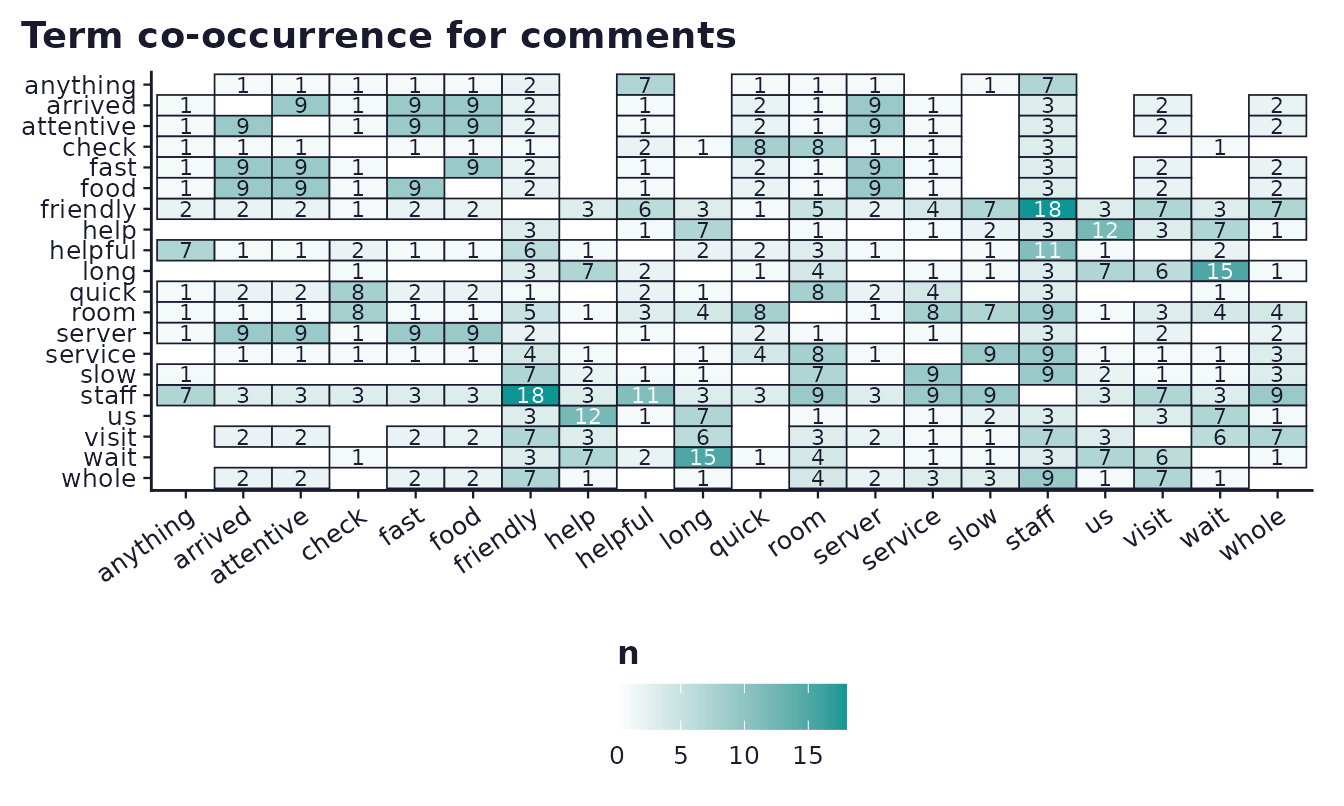 Term co-occurrence for comments
anything 1 1 1 1 1 2 7 1 1 1 1 7
arrived 1 9 1 9 9 2 1 2 1 9 1 3 2 2
attentive 1 9 1 9 9 2 1 2 1 9 1 3 2 2
check 1 1 1 1 1 1 2 1 8 8 1 1 3 1
fast 1 9 9 1 9 2 1 2 1 9 1 3 2 2
food 1 9 9 1 9 2 1 2 1 9 1 3 2 2
friendly 2 2 2 1 2 2 3 6 3 1 5 2 4 7 18 3 7 3 7
help 3 1 7 1 1 2 3 12 3 7 1
helpful 7 1 1 2 1 1 6 1 2 2 3 1 1 11 1 2
long 1 3 7 2 1 4 1 1 3 7 6 15 1
quick 1 2 2 8 2 2 1 2 1 8 2 4 3 1
room 1 1 1 8 1 1 5 1 3 4 8 1 8 7 9 1 3 4 4
server 1 9 9 1 9 9 2 1 2 1 1 3 2 2
service 1 1 1 1 1 4 1 1 4 8 1 9 9 1 1 1 3
slow 1 7 2 1 1 7 9 9 2 1 1 3
staff 7 3 3 3 3 3 18 3 11 3 3 9 3 9 9 3 7 3 9
us 3 12 1 7 1 1 2 3 3 7 1
visit 2 2 2 2 7 3 6 3 2 1 1 7 3 6 7
wait 1 3 7 2 15 1 4 1 1 3 7 6 1
whole 2 2 2 2 7 1 1 4 2 3 3 9 1 7 1
anything arrived attentive check fast food friendly help helpful long quick room server service slow staff us visit wait whole
n
0 5 10 15